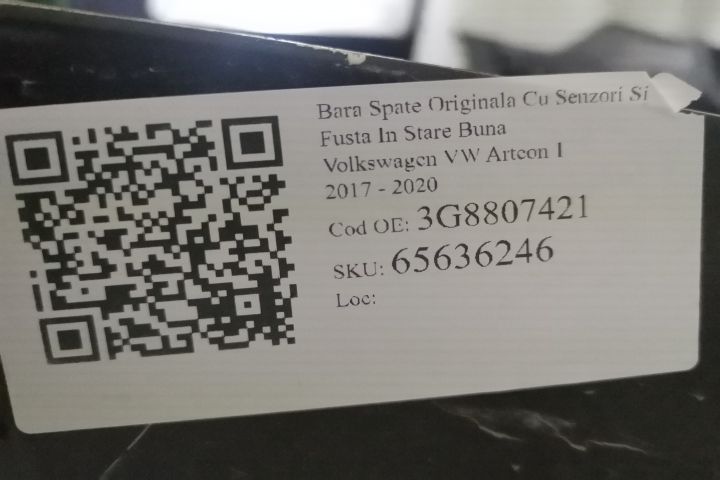 Bara Spate Originala Cu Senzori Si
Fusta In Stare Buna
Volkswagen VW Arteon I
2017 - 2020
Cod OE: 3G8807421
SKU: 65636246
Loc: